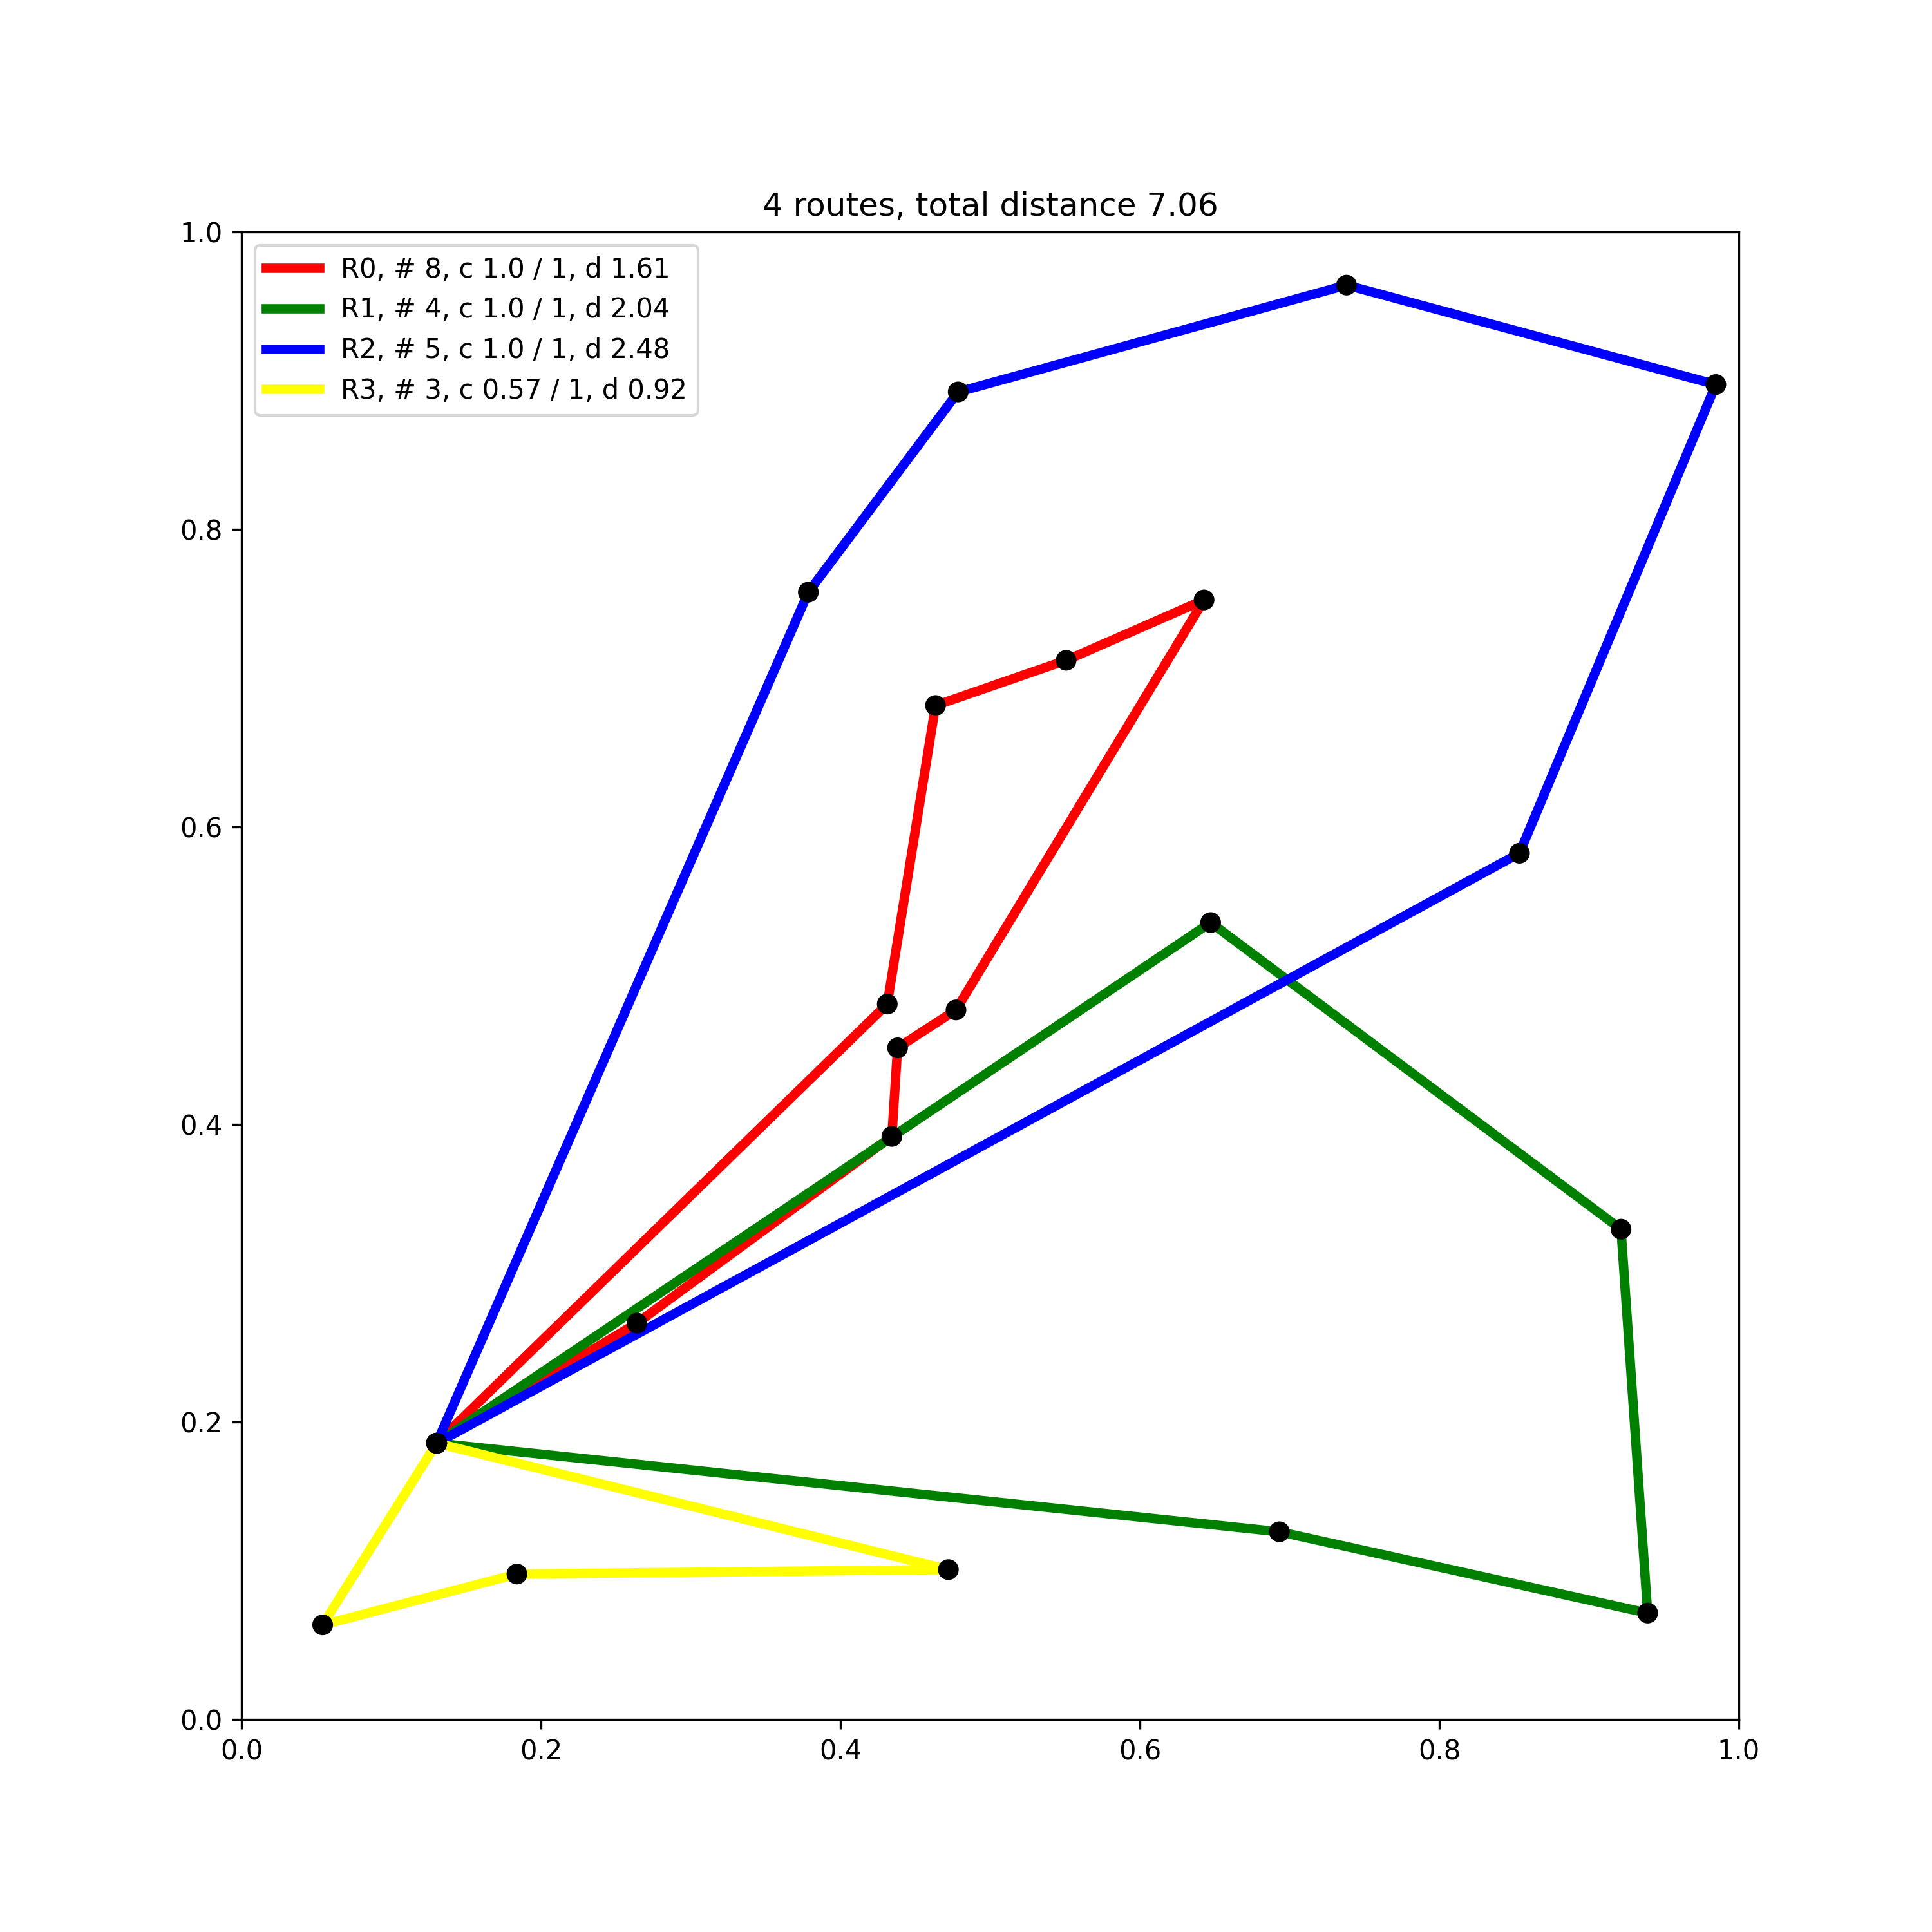 4 routes, total distance 7.06
1.0
R0, # 8, c 1.0 / 1, d 1.61
R1, # 4, c 1.0 / 1, d 2.04
R2, # 5, c 1.0 / 1, d 2.48
R3, # 3, c 0.57 / 1, d 0.92
0.8
0.6
0.4
0.2
0.0
0.0 0.2 0.4 0.6 0.8 1.0